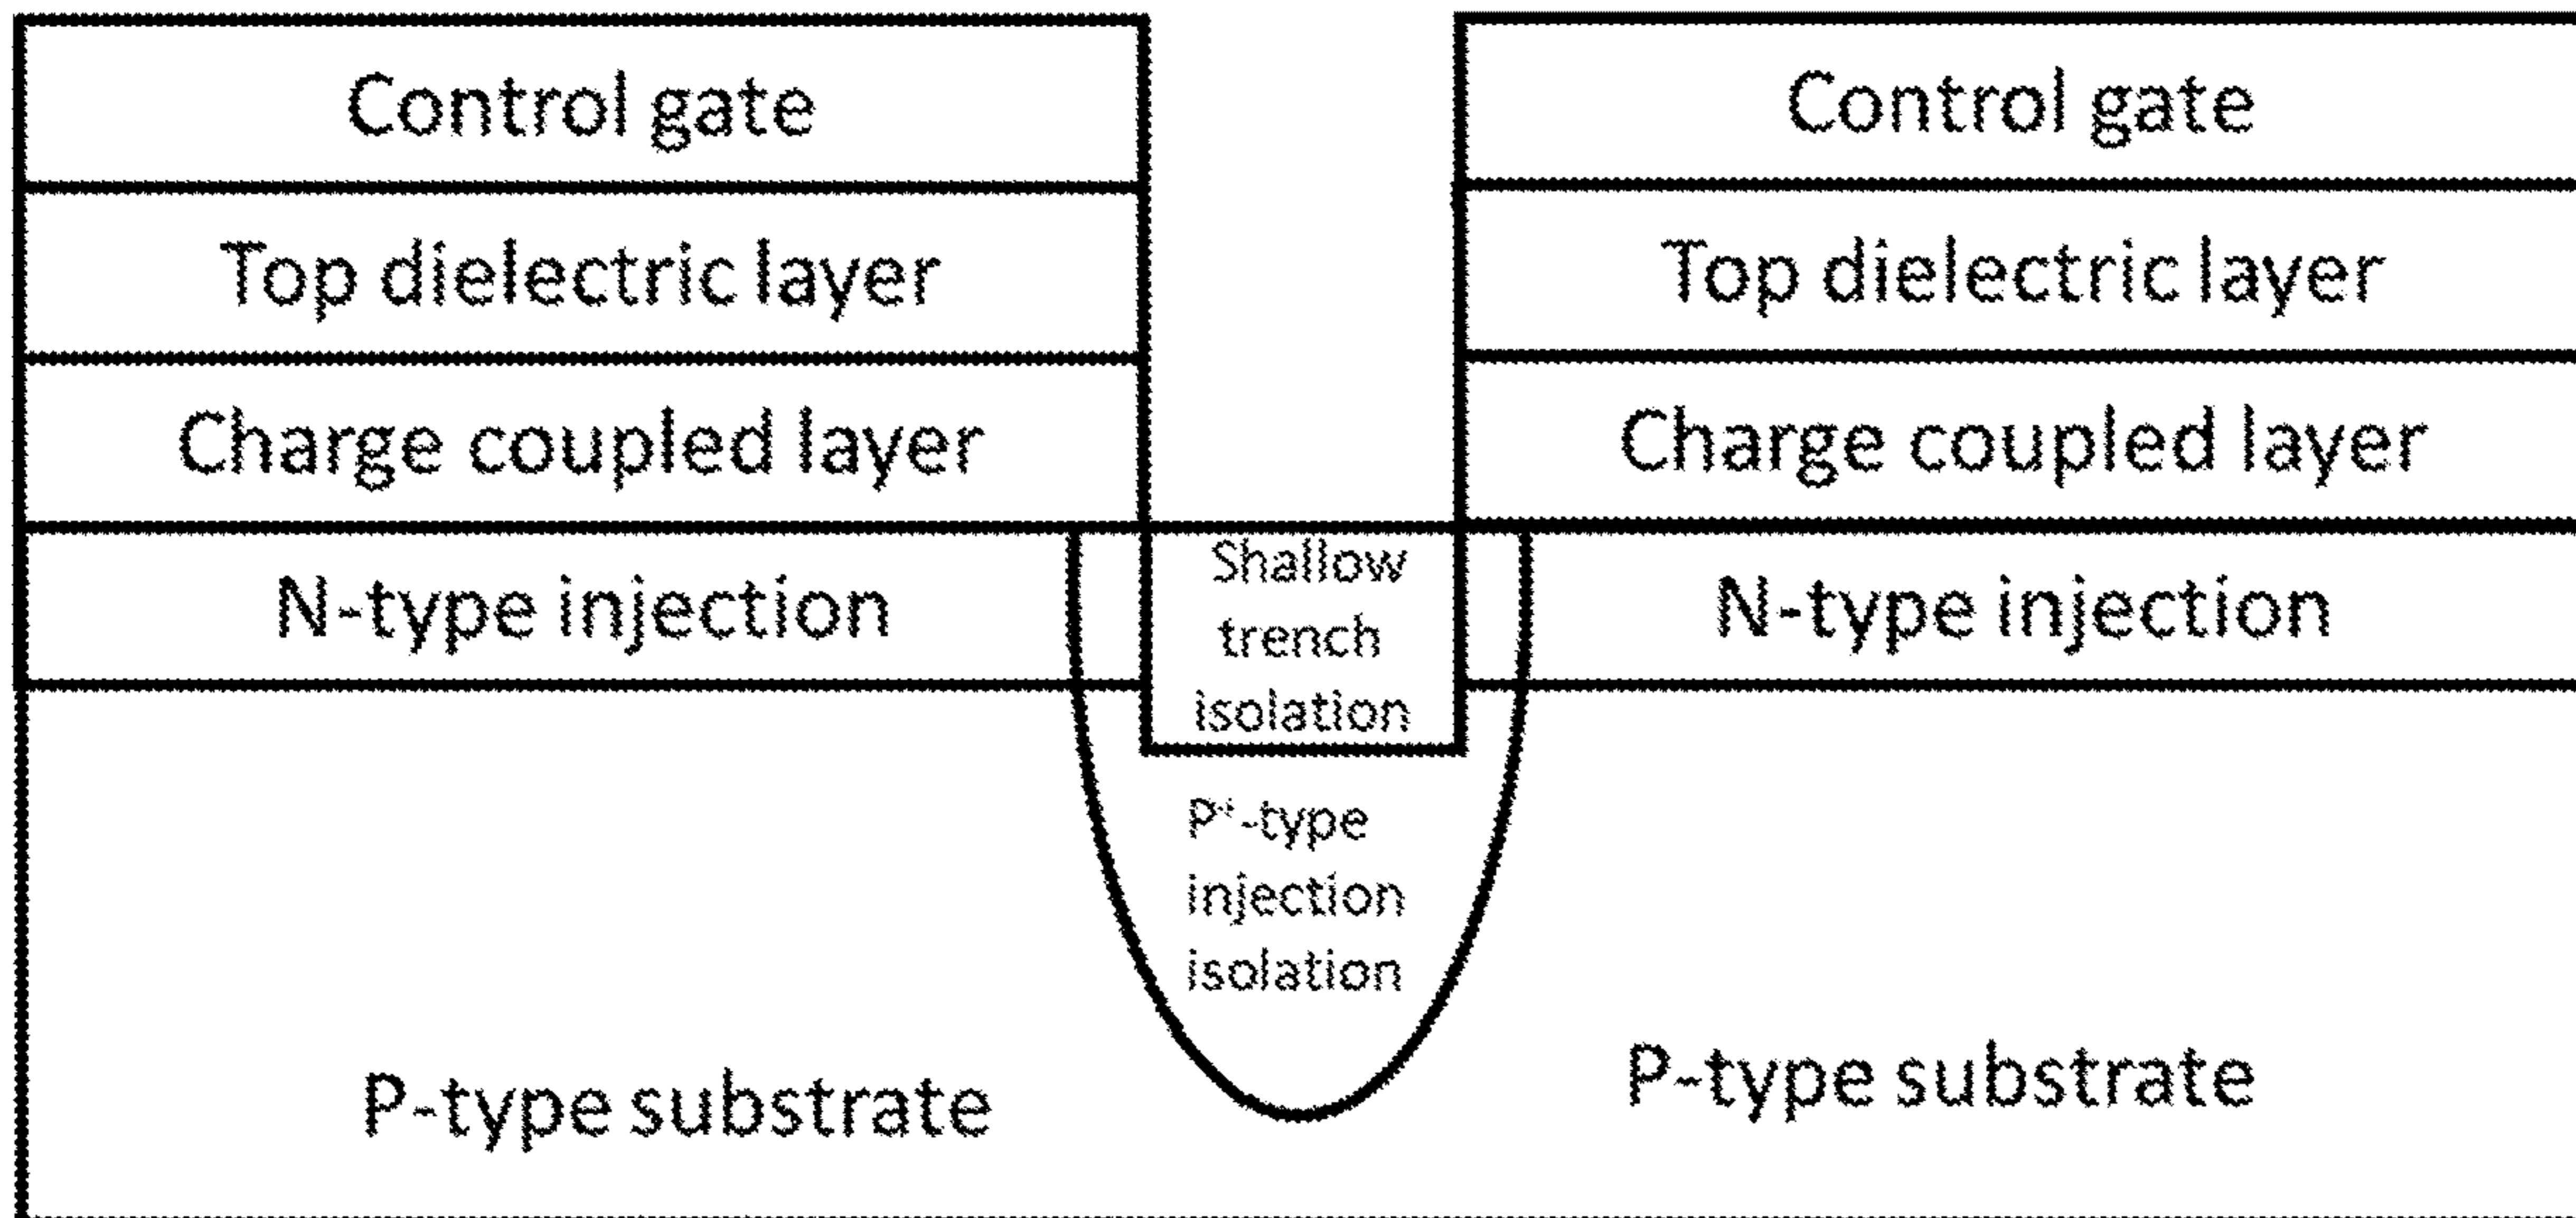 Control gate
Control gate
Top dielectric layer
Top dielectric layer
Charge coupled layer
Charge coupled layer
N-type injection
Shallow
trench
isolation
N-type injection
P⁺-type
injection
isolation
P-type substrate
P-type substrate